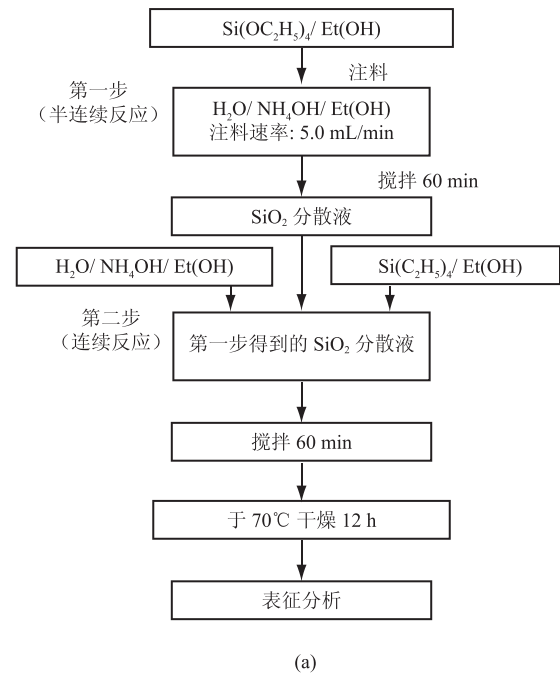 Si(OC₂H₅)₄/ Et(OH)
注料
第一步
（半连续反应）
H₂O/ NH₄OH/ Et(OH)
注料速率: 5.0 mL/min
搅拌 60 min
SiO₂ 分散液
H₂O/ NH₄OH/ Et(OH)
Si(C₂H₅)₄/ Et(OH)
第二步
（连续反应）
第一步得到的 SiO₂ 分散液
搅拌 60 min
于 70℃ 干燥 12 h
表征分析
(a)